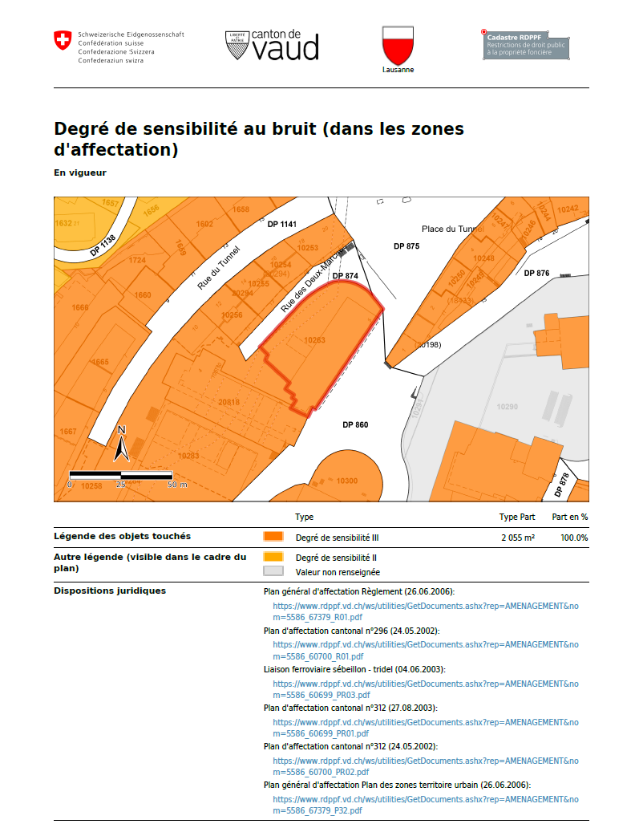 Schweizerische Eidgenossenschaft
Confédération suisse
Confederazione Svizzera
Confederaziun svizra
LIBERTÉ ET PATRIE
canton de
vaud
Lausanne
Cadastre RDPPF
Restrictions de droit public
à la propriété foncière
Degré de sensibilité au bruit (dans les zones
d'affectation)
En vigueur
1632
1656
DP 1138
1688
1602
DP 1141
1724
1660
Rue du Tunnel
10253
Rue des Deux-Marchés
DP 874
DP 875
Place du Tunnel
10242
10248
DP 876
10256
10263
1666
1665
20818
1667
10283
10258
DP 860
10300
10299
DP 878
N
0 25 50 m
Type Type Part Part en %
Légende des objets touchés Degré de sensibilité III 2 055 m² 100.0%
Autre légende (visible dans le cadre du
plan)
Degré de sensibilité II
Valeur non renseignée
Dispositions juridiques
Plan général d'affectation Règlement (26.06.2006):
https://www.rdppf.vd.ch/ws/utilities/GetDocuments.ashx?rep=AMENAGEMENT&no
m=5586_67379_R01.pdf
Plan d'affectation cantonal n°296 (24.05.2002):
https://www.rdppf.vd.ch/ws/utilities/GetDocuments.ashx?rep=AMENAGEMENT&no
m=5586_60700_R01.pdf
Liaison ferroviaire sébeillon - tridel (04.06.2003):
https://www.rdppf.vd.ch/ws/utilities/GetDocuments.ashx?rep=AMENAGEMENT&no
m=5586_60699_PR03.pdf
Plan d'affectation cantonal n°312 (27.08.2003):
https://www.rdppf.vd.ch/ws/utilities/GetDocuments.ashx?rep=AMENAGEMENT&no
m=5586_60699_PR01.pdf
Plan d'affectation cantonal n°312 (24.05.2002):
https://www.rdppf.vd.ch/ws/utilities/GetDocuments.ashx?rep=AMENAGEMENT&no
m=5586_60700_PR02.pdf
Plan général d'affectation Plan des zones territoire urbain (26.06.2006):
https://www.rdppf.vd.ch/ws/utilities/GetDocuments.ashx?rep=AMENAGEMENT&no
m=5586_67379_P32.pdf